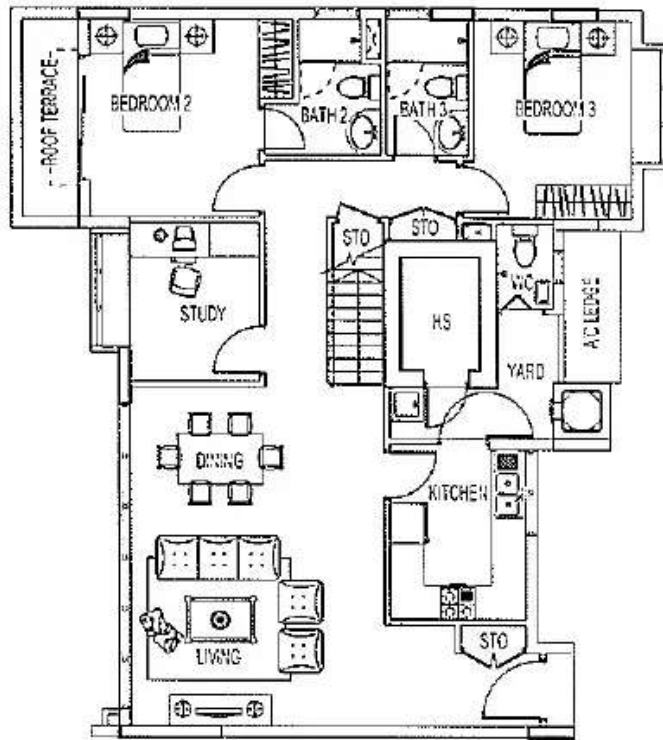 --ROOF TERRACE--
BEDROOM 2
BATH 2
BATH 3
BEDROOM 3
STO
STO
WC
A/C LEDGE
STUDY
HS
YARD
DINING
KITCHEN
LIVING
STO